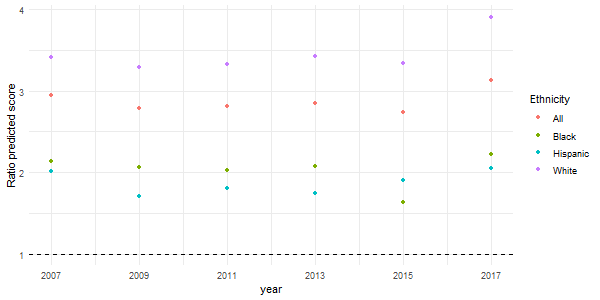 4
3
2
1
Ratio predicted score
2007 2009 2011 2013 2015 2017
year
Ethnicity
All
Black
Hispanic
White